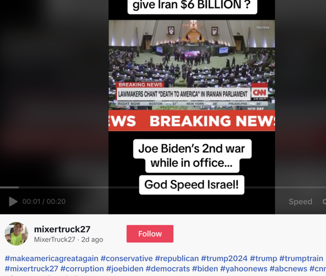 give Iran $6 BILLION ?
BREAKING NEWS
LAWMAKERS CHANT "DEATH TO AMERICA" IN IRANIAN PARLIAMENT
CNN
WS BREAKING NEW
Joe Biden's 2nd war
while in office...
God Speed Israel!
00:01 / 00:20
Speed
mixertruck27
MixerTruck27 · 2d ago
Follow
#makeamericagreatagain #conservative #republican #trump2024 #trump #trumptrain
#mixertruck27 #corruption #joebiden #democrats #biden #yahoonews #abcnews #cnn